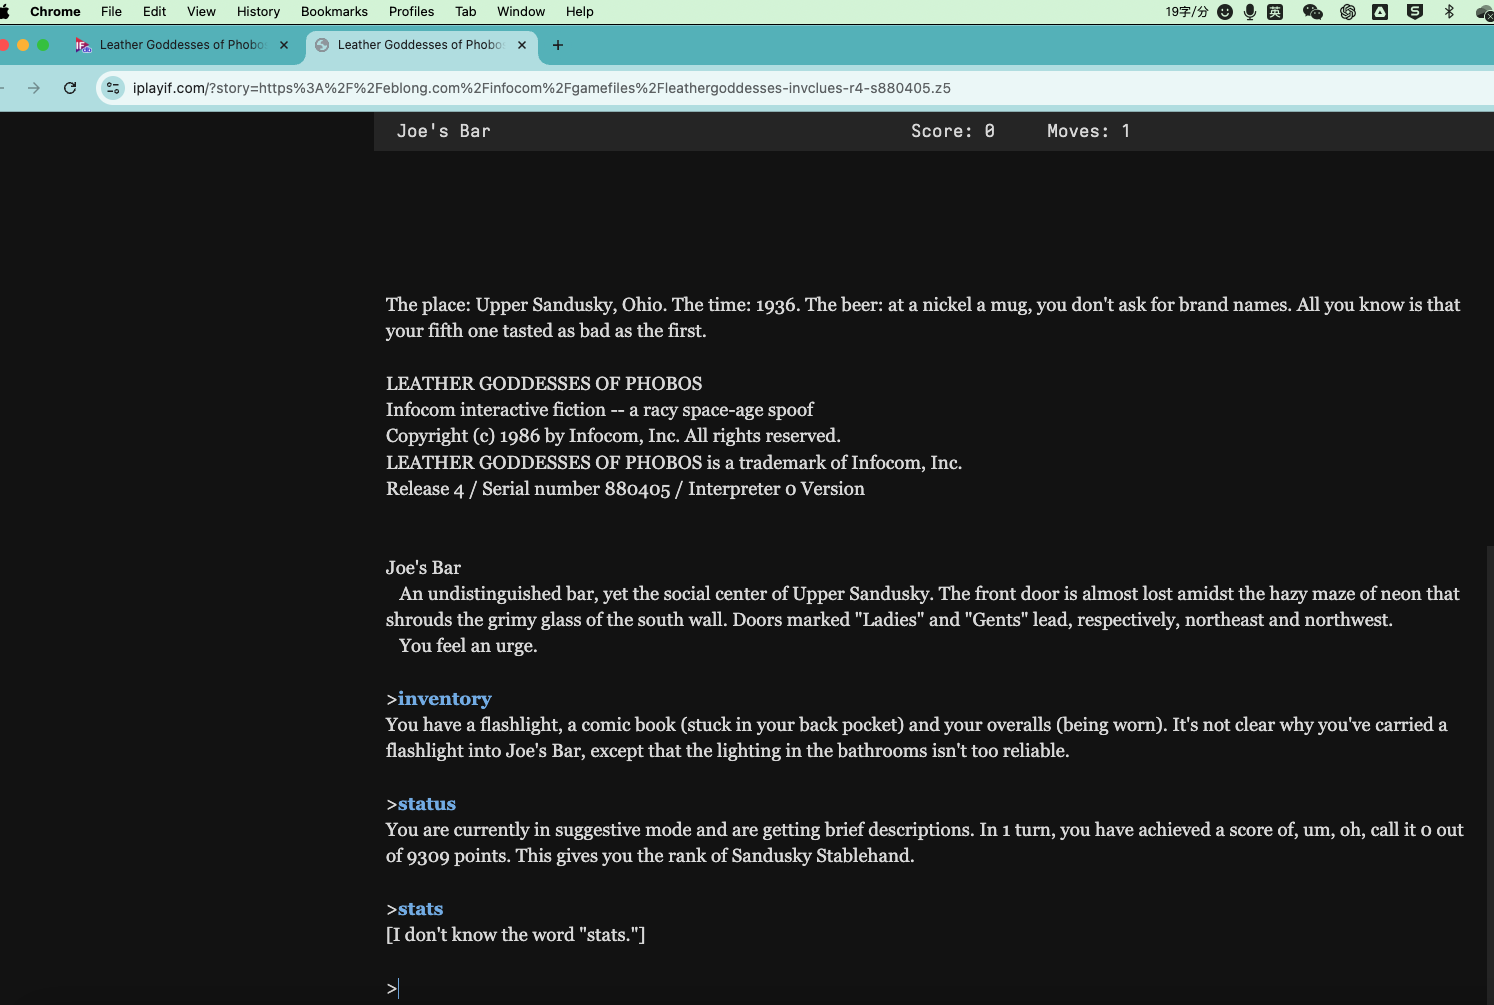 Chrome File Edit View History Bookmarks Profiles Tab Window Help 19字/分 英
Leather Goddesses of Phobo Leather Goddesses of Phobo
iplayif.com/?story=https%3A%2F%2Feblong.com%2Finfocom%2Fgamefiles%2Fleathergoddesses-invclues-r4-s880405.z5
Joe's Bar Score: 0 Moves: 1
The place: Upper Sandusky, Ohio. The time: 1936. The beer: at a nickel a mug, you don't ask for brand names. All you know is that
your fifth one tasted as bad as the first.
LEATHER GODDESSES OF PHOBOS
Infocom interactive fiction -- a racy space-age spoof
Copyright (c) 1986 by Infocom, Inc. All rights reserved.
LEATHER GODDESSES OF PHOBOS is a trademark of Infocom, Inc.
Release 4 / Serial number 880405 / Interpreter 0 Version
Joe's Bar
An undistinguished bar, yet the social center of Upper Sandusky. The front door is almost lost amidst the hazy maze of neon that
shrouds the grimy glass of the south wall. Doors marked "Ladies" and "Gents" lead, respectively, northeast and northwest.
You feel an urge.
>inventory
You have a flashlight, a comic book (stuck in your back pocket) and your overalls (being worn). It's not clear why you've carried a
flashlight into Joe's Bar, except that the lighting in the bathrooms isn't too reliable.
>status
You are currently in suggestive mode and are getting brief descriptions. In 1 turn, you have achieved a score of, um, oh, call it 0 out
of 9309 points. This gives you the rank of Sandusky Stablehand.
>stats
[I don't know the word "stats."]
>